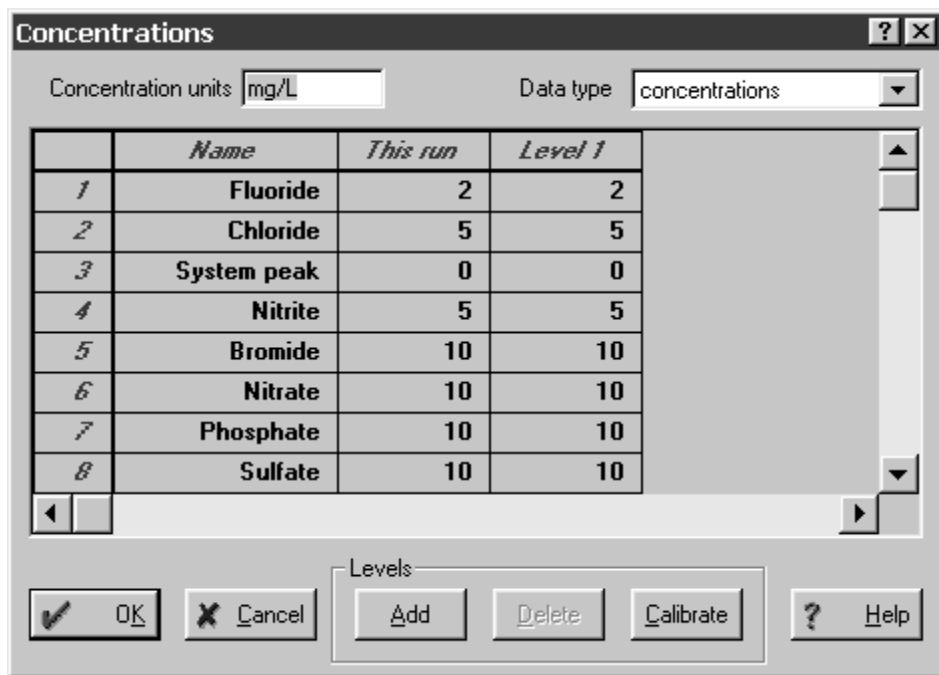 Concentrations
Concentration units mg/L Data type concentrations
Name This run Level 1
1 Fluoride 2 2
2 Chloride 5 5
3 System peak 0 0
4 Nitrite 5 5
5 Bromide 10 10
6 Nitrate 10 10
7 Phosphate 10 10
8 Sulfate 10 10
Levels
OK Cancel Add Delete Calibrate ? Help